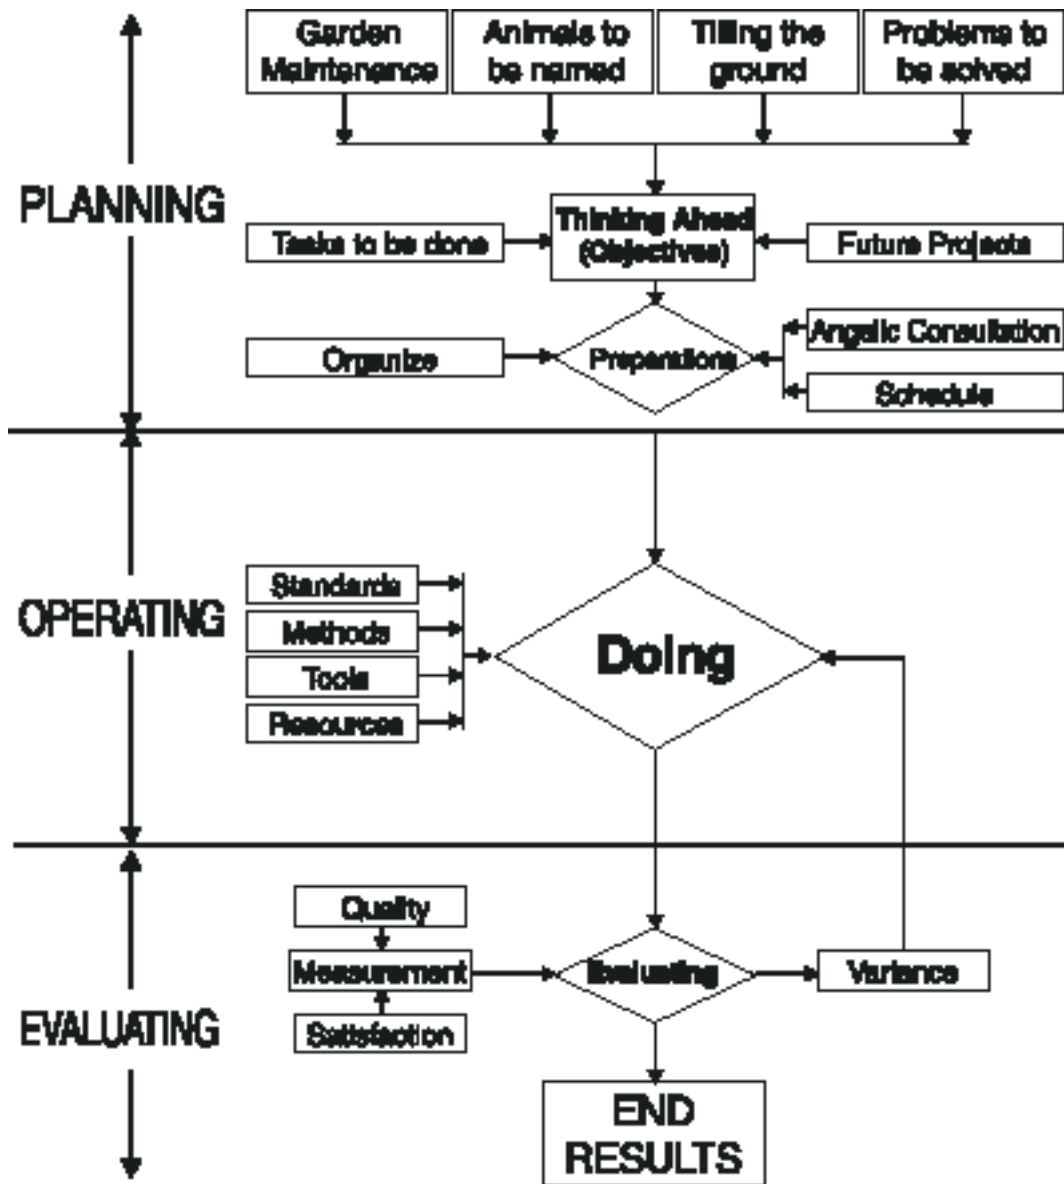 Garden
Maintenance
Animals to
be named
Tilling the
ground
Problems to
be solved
PLANNING
Thinking Ahead
(Objectives)
Tasks to be done
Future Projects
Organize
Preparations
Angelic Consultation
Schedule
OPERATING
Standards
Methods
Tools
Resources
Doing
Quality
Measurement
Satisfaction
Evaluating
Variance
EVALUATING
END
RESULTS